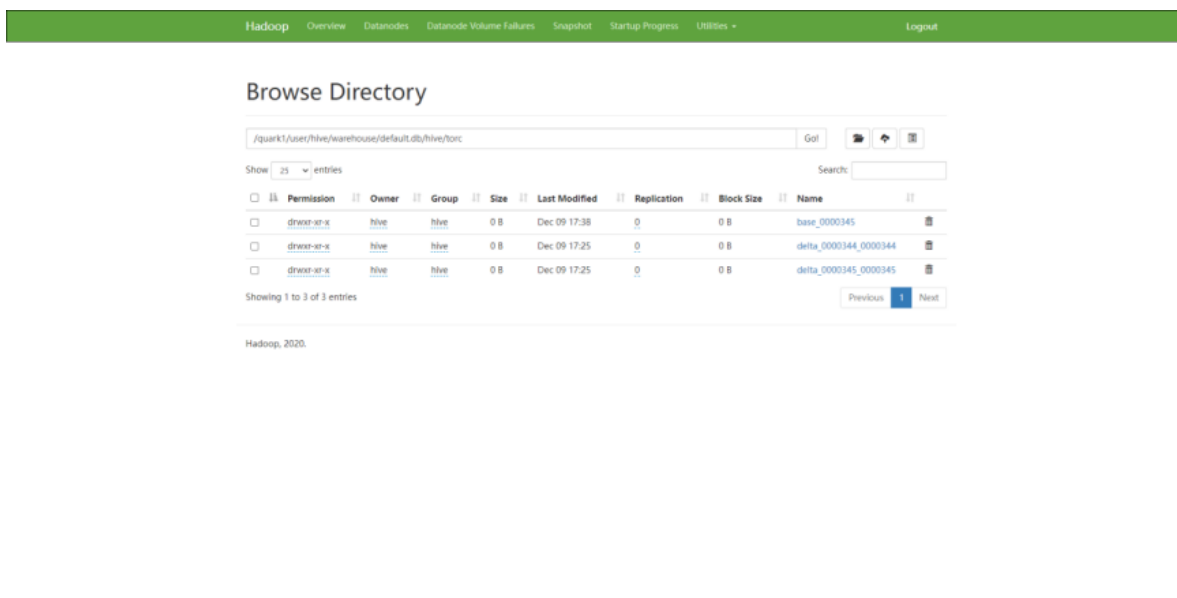 Hadoop Overview Datanodes Datanode Volume Failures Snapshot Startup Progress Utilities Logout
Browse Directory
/quark1/user/hive/warehouse/default.db/hive/torc Go!
Show 25 entries Search:
Permission Owner Group Size Last Modified Replication Block Size Name
drwxr-xr-x hive hive 0 B Dec 09 17:38 0 0 B base_0000345
drwxr-xr-x hive hive 0 B Dec 09 17:25 0 0 B delta_0000344_0000344
drwxr-xr-x hive hive 0 B Dec 09 17:25 0 0 B delta_0000345_0000345
Showing 1 to 3 of 3 entries Previous 1 Next
Hadoop, 2020.